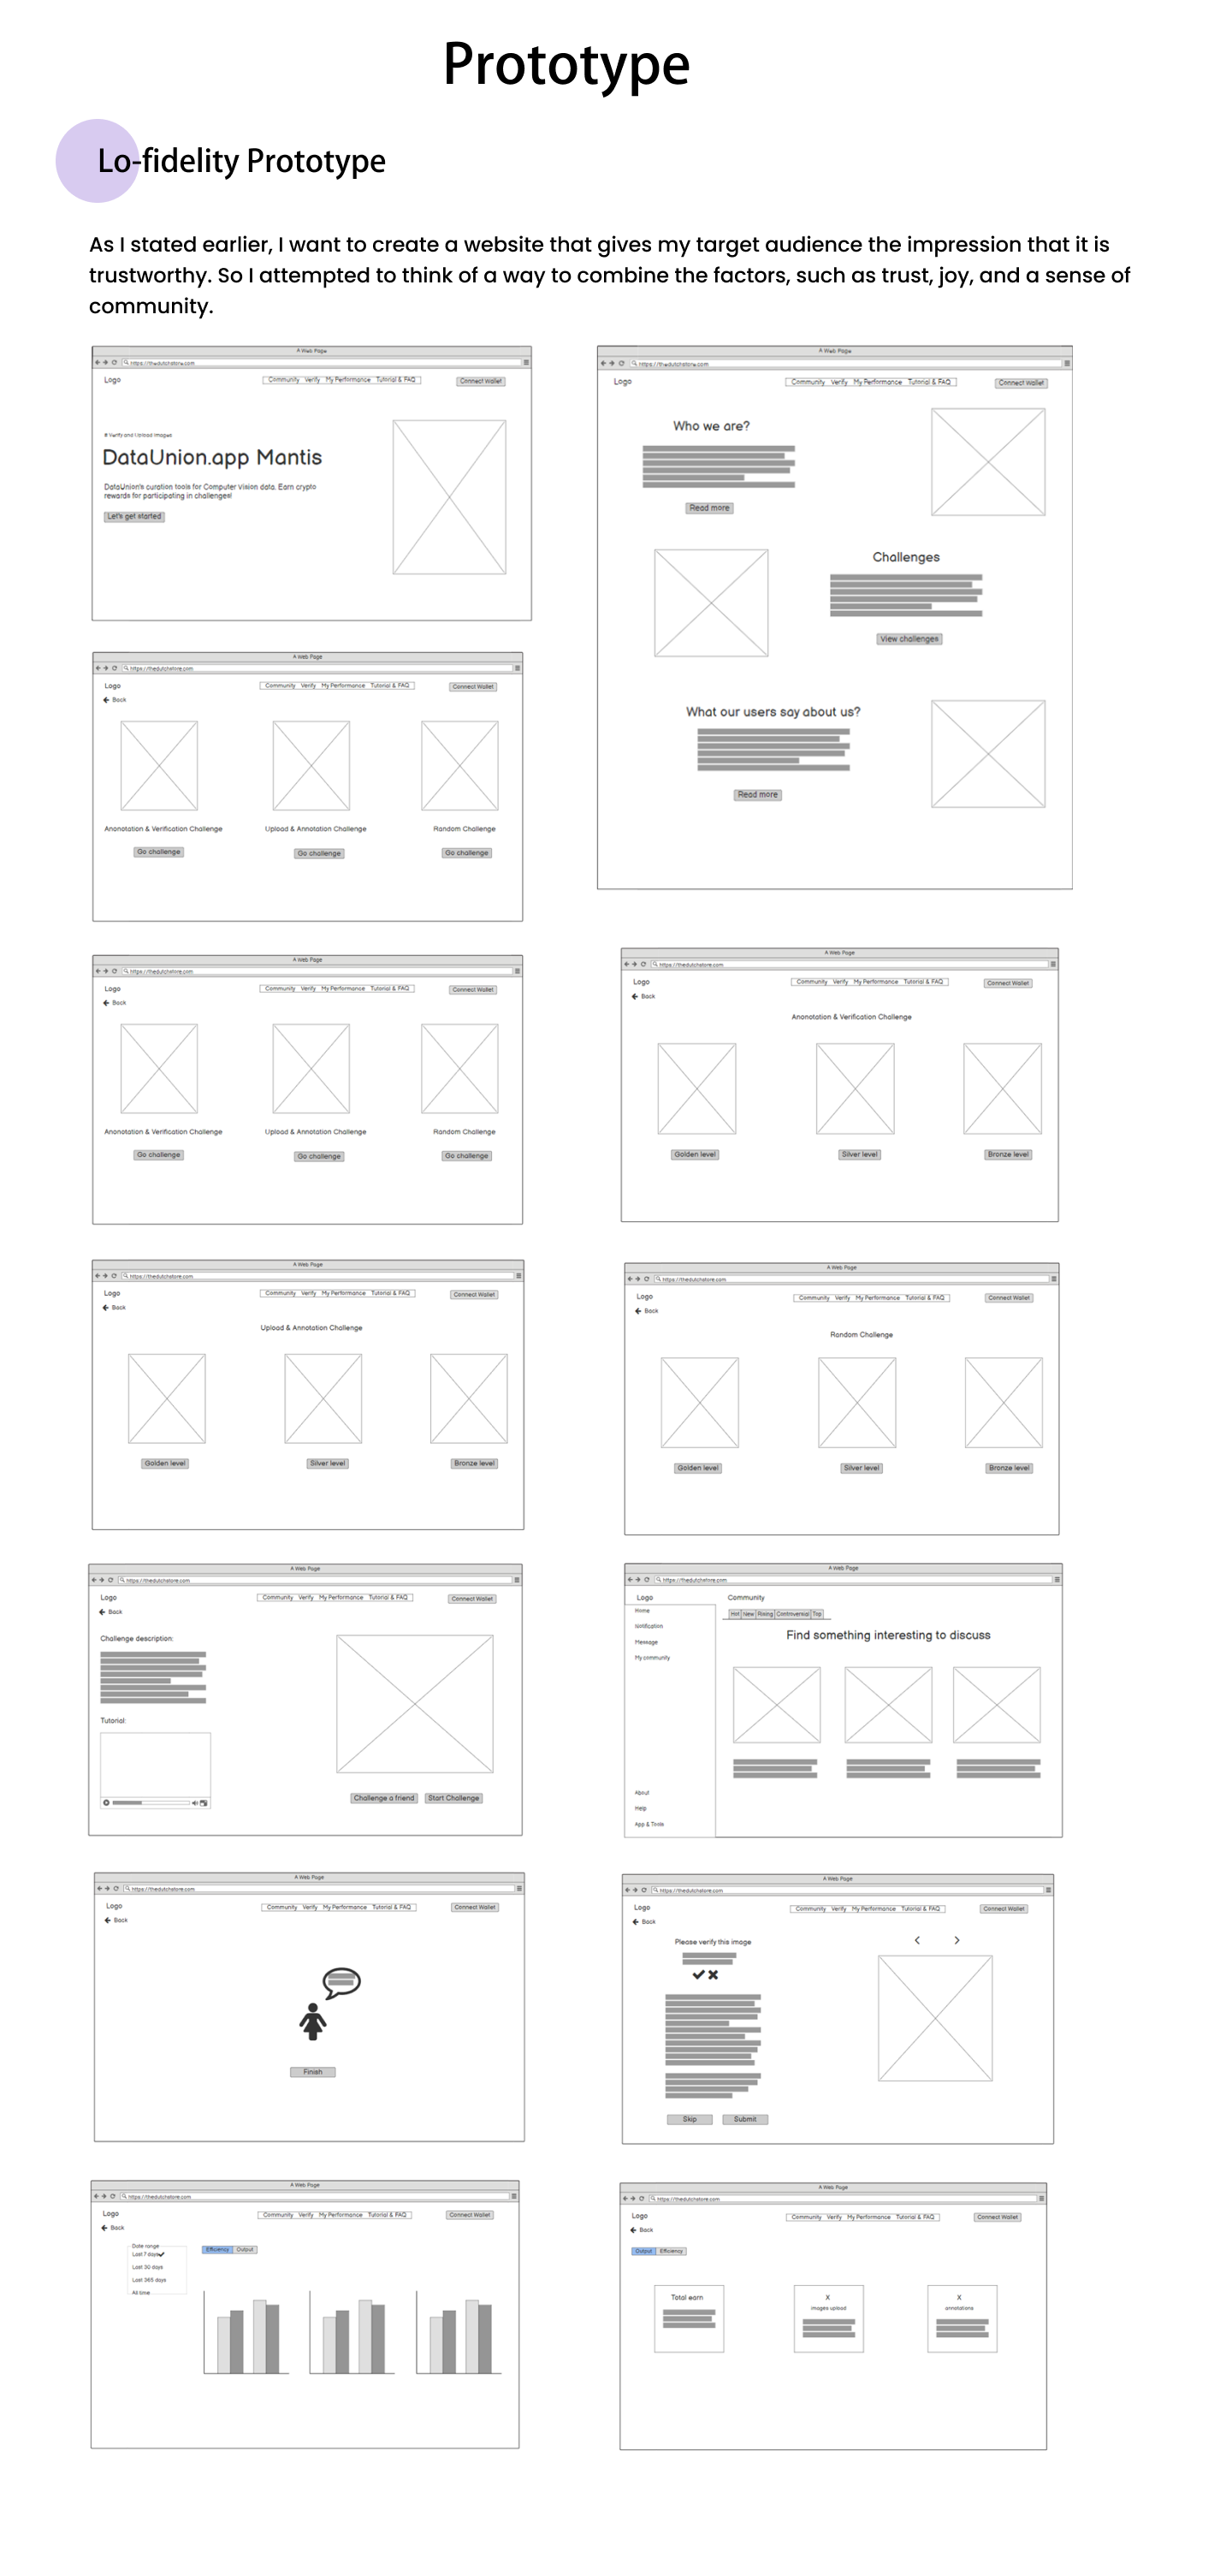 Prototype
Lo-fidelity Prototype
As I stated earlier, I want to create a website that gives my target audience the impression that it is
trustworthy. So I attempted to think of a way to combine the factors, such as trust, joy, and a sense of
community.
A Web Page
https://thedutchstore.com
Logo
Community Verify My Performance Tutorial & FAQ
Connect Wallet
# Verify and Upload Images
DataUnion.app Mantis
DataUnion's curation tools for Computer Vision data. Earn crypto
rewards for participating in challenges!
Let's get started
A Web Page
https://thedutchstore.com
Logo
Community Verify My Performance Tutorial & FAQ
Connect Wallet
Who we are?
Read more
Challenges
View challenges
What our users say about us?
Read more
A Web Page
https://thedutchstore.com
Logo
Community Verify My Performance Tutorial & FAQ
Connect Wallet
Back
Anonotation & Verification Challenge
Upload & Annotation Challenge
Random Challenge
Go challenge
Go challenge
Go challenge
A Web Page
https://thedutchstore.com
Logo
Community Verify My Performance Tutorial & FAQ
Connect Wallet
Back
Anonotation & Verification Challenge
Upload & Annotation Challenge
Random Challenge
Go challenge
Go challenge
Go challenge
A Web Page
https://thedutchstore.com
Logo
Community Verify My Performance Tutorial & FAQ
Connect Wallet
Back
Anonotation & Verification Challenge
Golden level
Silver level
Bronze level
A Web Page
https://thedutchstore.com
Logo
Community Verify My Performance Tutorial & FAQ
Connect Wallet
Back
Upload & Annotation Challenge
Golden level
Silver level
Bronze level
A Web Page
https://thedutchstore.com
Logo
Community Verify My Performance Tutorial & FAQ
Connect Wallet
Back
Random Challenge
Golden level
Silver level
Bronze level
A Web Page
https://thedutchstore.com
Logo
Community Verify My Performance Tutorial & FAQ
Connect Wallet
Back
Challenge description:
Tutorial:
Challenge a friend
Start Challenge
A Web Page
https://thedutchstore.com
Logo
Community
Home
Hot New Rising Controversial Top
Notification
Find something interesting to discuss
Message
My community
About
Help
App & Tools
A Web Page
https://thedutchstore.com
Logo
Community Verify My Performance Tutorial & FAQ
Connect Wallet
Back
Finish
A Web Page
https://thedutchstore.com
Logo
Community Verify My Performance Tutorial & FAQ
Connect Wallet
Back
Please verify this image
Skip
Submit
A Web Page
https://thedutchstore.com
Logo
Community Verify My Performance Tutorial & FAQ
Connect Wallet
Back
Date range
Efficiency Output
Last 7 days
Last 30 days
Last 365 days
All time
A Web Page
https://thedutchstore.com
Logo
Community Verify My Performance Tutorial & FAQ
Connect Wallet
Back
Output Efficiency
Total earn
X
images upload
X
annotations